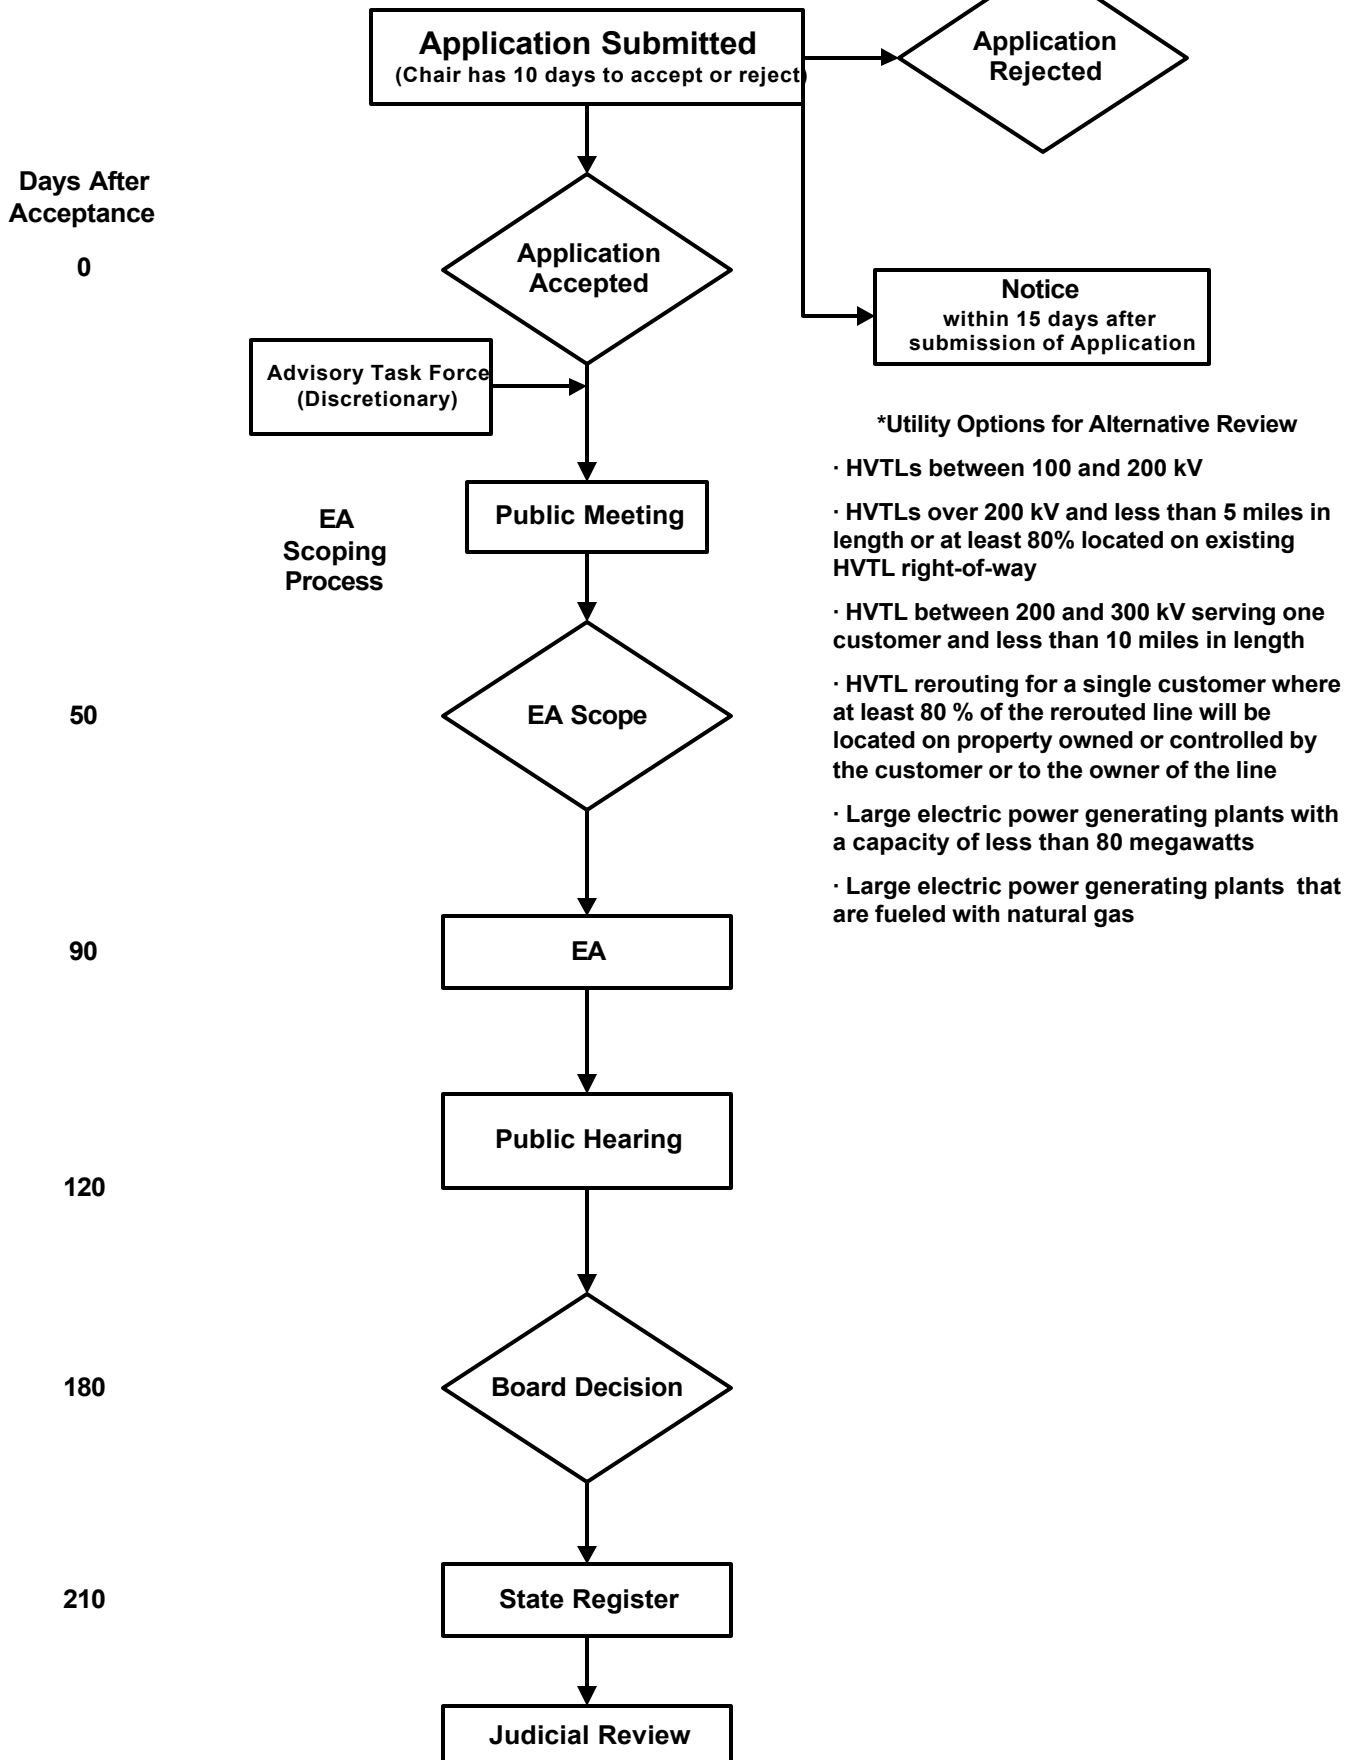 Application Submitted
(Chair has 10 days to accept or reject)
Application
Rejected
Days After
Acceptance
0
Application
Accepted
Notice
within 15 days after
submission of Application
Advisory Task Force
(Discretionary)
*Utility Options for Alternative Review
· HVTLs between 100 and 200 kV
· HVTLs over 200 kV and less than 5 miles in
length or at least 80% located on existing
HVTL right-of-way
· HVTL between 200 and 300 kV serving one
customer and less than 10 miles in length
· HVTL rerouting for a single customer where
at least 80 % of the rerouted line will be
located on property owned or controlled by
the customer or to the owner of the line
· Large electric power generating plants with
a capacity of less than 80 megawatts
· Large electric power generating plants that
are fueled with natural gas
EA
Scoping
Process
Public Meeting
50
EA Scope
90
EA
Public Hearing
120
180
Board Decision
210
State Register
Judicial Review